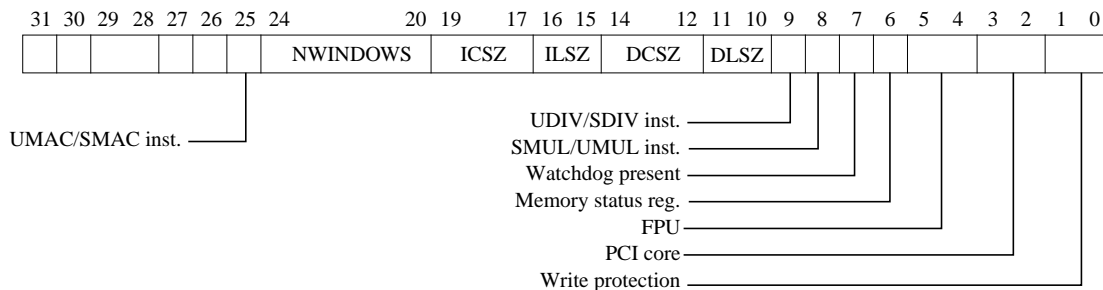 31 30 29 28 27 26 25 24 20 19 17 16 15 14 12 11 10 9 8 7 6 5 4 3 2 1 0
NWINDOWS ICSZ ILSZ DCSZ DLSZ
UDIV/SDIV inst.
UMAC/SMAC inst.
SMUL/UMUL inst.
Watchdog present
Memory status reg.
FPU
PCI core
Write protection